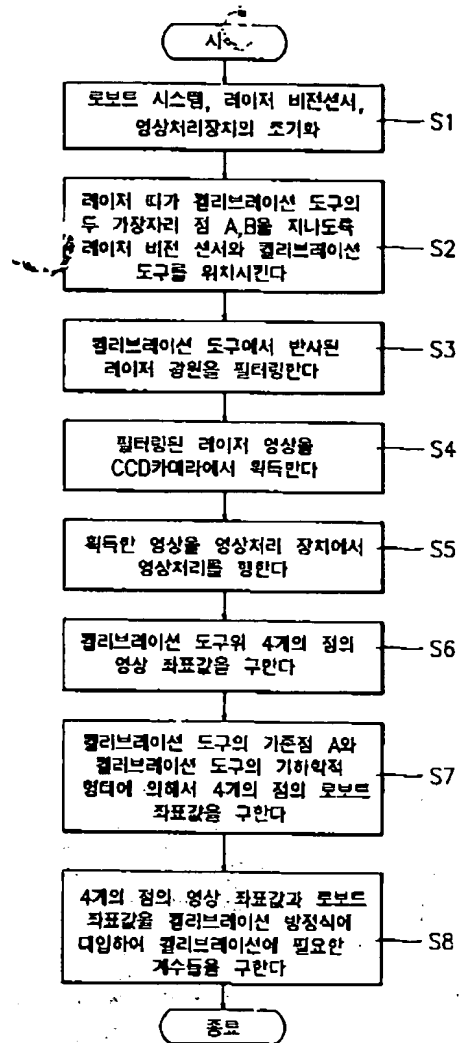 시
로보트 시스템, 레이저 비젼센서,
영상처리장치의 초기화
S1
레이저 띠가 캘리브레이션 도구의
두 가장자리 점 A,B을 지나도록
레이저 비젼 센서와 캘리브레이션
도구를 위치시킨다
S2
캘리브레이션 도구에서 반사된
레이저 광원을 필터링한다
S3
필터링된 레이저 영상을
CCD카메라에서 획득한다
S4
획득한 영상을 영상처리 장치에서
영상처리를 행한다
S5
캘리브레이션 도구위 4개의 점의
영상 좌표값을 구한다
S6
캘리브레이션 도구의 기준점 A와
캘리브레이션 도구의 기하학적
형태에 의해서 4개의 점의 로보트
좌표값을 구한다
S7
4개의 점의 영상 좌표값과 로보트
좌표값을 캘리브레이션 방정식에
대입하여 캘리브레이션에 필요한
계수들을 구한다
S8
종료